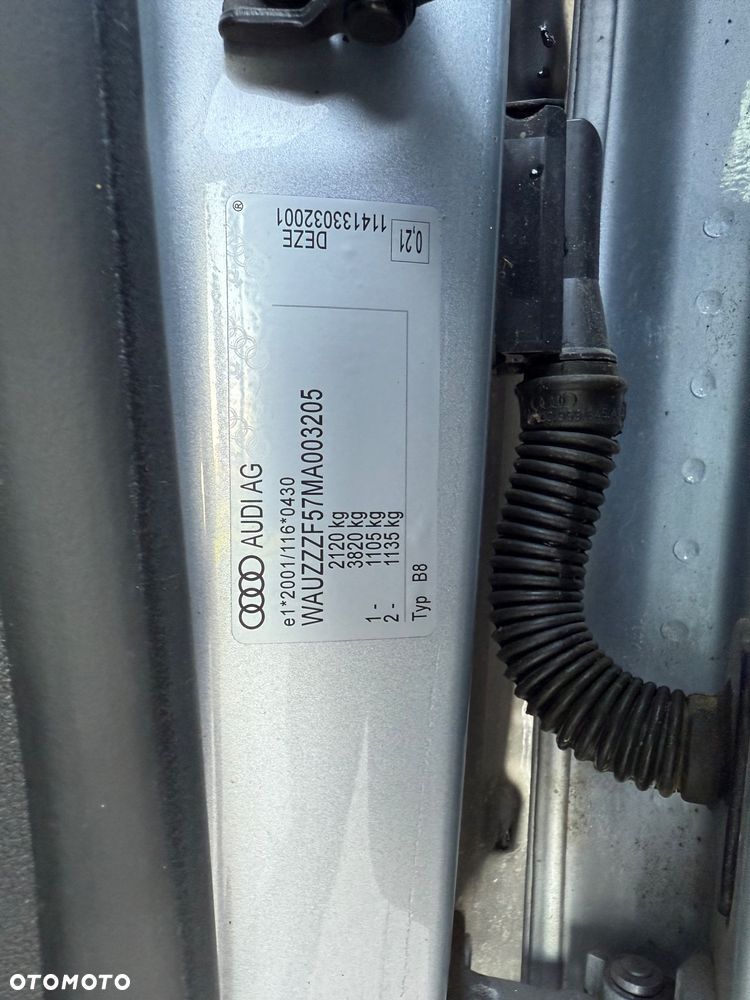 AUDI AG
e1*2001/116*0430
WAUZZZF57MA003205
2120 kg
3820 kg
1 - 1105 kg
2 - 1135 kg
Typ B8
0,21
1141333032001
DEZE
®
OTOMOTO